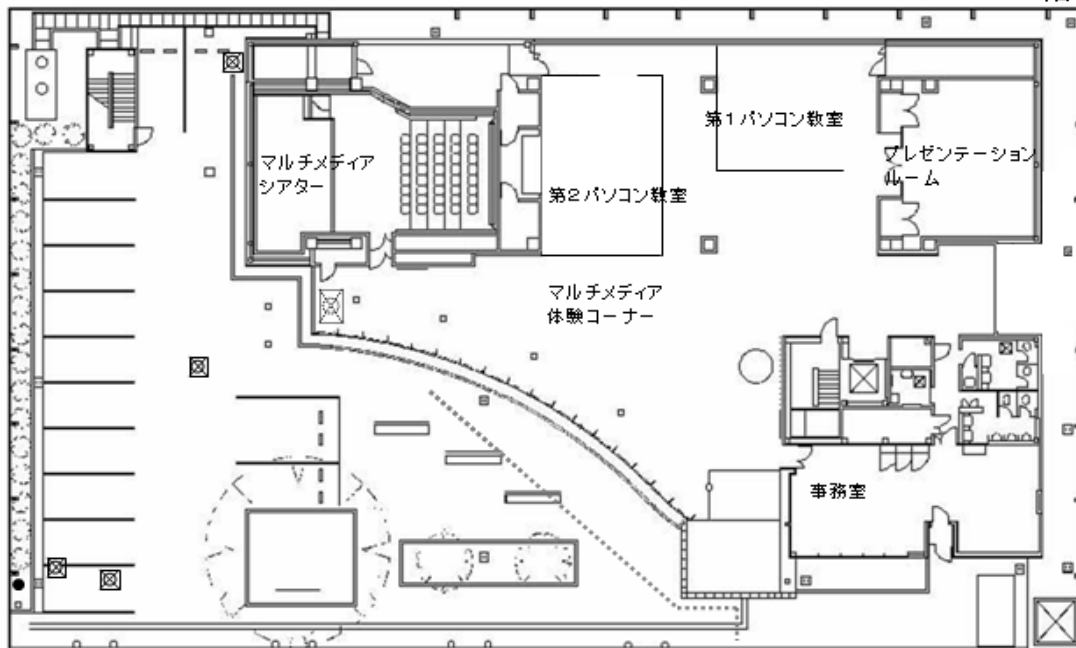 第1パソコン教室
マルチメディア
シアター
プレゼンテーション
ルーム
第2パソコン教室
マルチメディア
体験コーナー
事務室